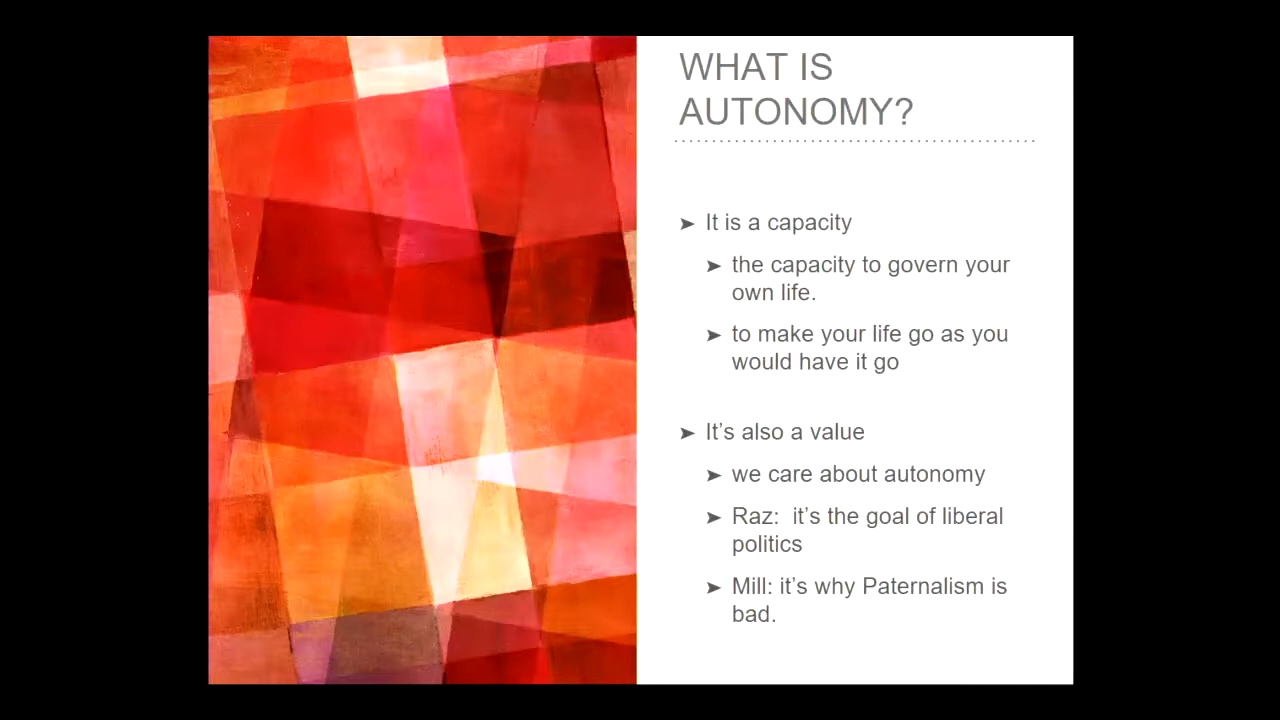 WHAT IS
AUTONOMY?
➤ It is a capacity
➤ the capacity to govern your
own life.
➤ to make your life go as you
would have it go
➤ It’s also a value
➤ we care about autonomy
➤ Raz:  it’s the goal of liberal
politics
➤ Mill: it’s why Paternalism is
bad.